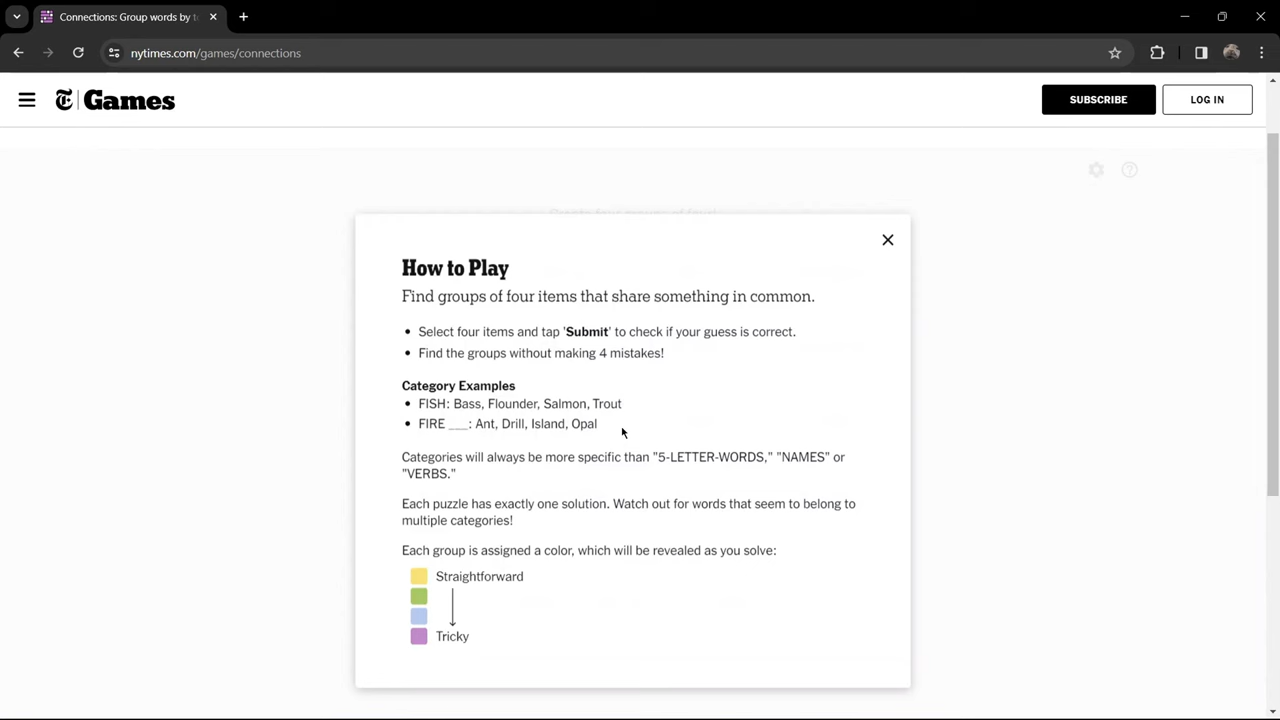 Connections: Group words by t
nytimes.com/games/connections
Games
SUBSCRIBE
LOG IN
How to Play
Find groups of four items that share something in common.
• Select four items and tap 'Submit' to check if your guess is correct.
• Find the groups without making 4 mistakes!
Category Examples
• FISH: Bass, Flounder, Salmon, Trout
• FIRE ___: Ant, Drill, Island, Opal
Categories will always be more specific than "5-LETTER-WORDS," "NAMES" or
"VERBS."
Each puzzle has exactly one solution. Watch out for words that seem to belong to
multiple categories!
Each group is assigned a color, which will be revealed as you solve:
Straightforward
Tricky